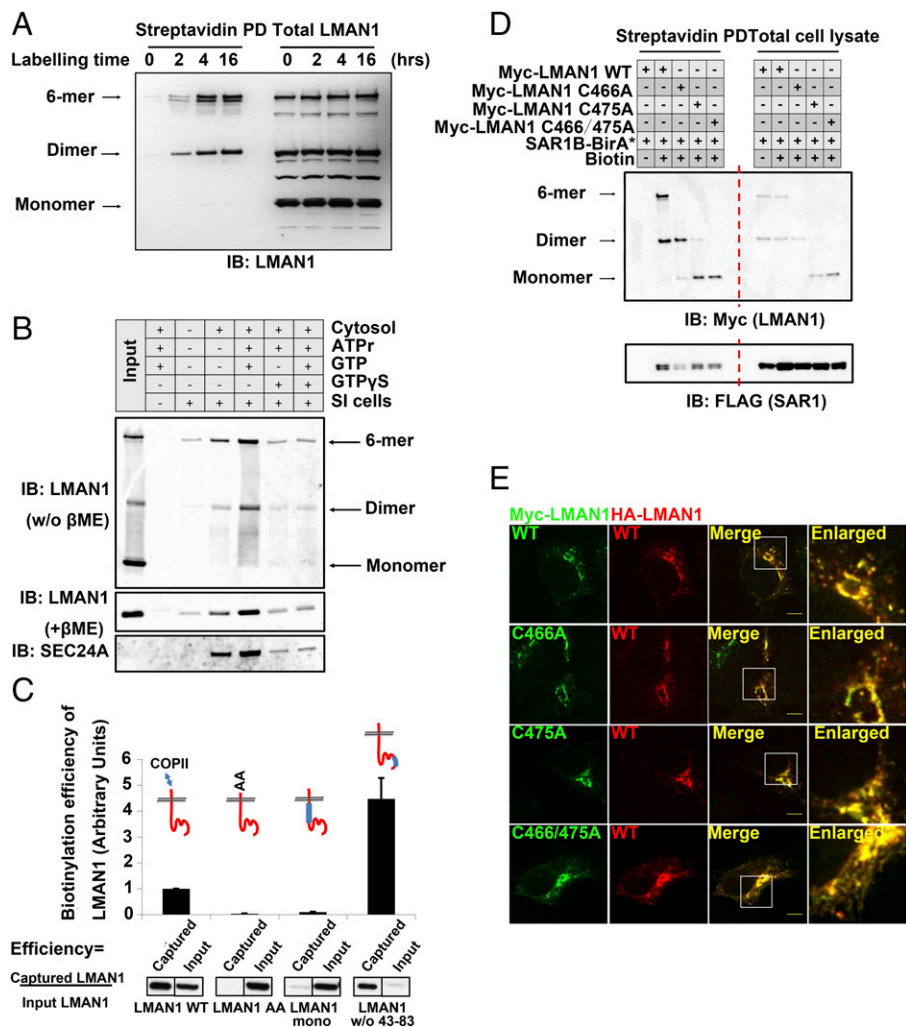 A
Streptavidin PD Total LMAN1
Labelling time 0 2 4 16 0 2 4 16 (hrs)
6-mer
Dimer
Monomer
IB: LMAN1
B
Input
+ - + + + + Cytosol
+ - - + - + ATPr
+ - - + - - GTP
- - - - + + GTPγS
- + + + + + SI cells
6-mer
IB: LMAN1
(w/o βME)
Dimer
Monomer
IB: LMAN1
(+βME)
IB: SEC24A
C
Biotinylation efficiency of
LMAN1 (Arbitrary Units)
6
5
4
3
2
1
0
COPII
AA
Captured Input Captured Input Captured Input Captured Input
Efficiency=
Captured LMAN1
Input LMAN1
LMAN1 WT LMAN1 AA LMAN1 mono LMAN1 w/o 43-83
D
Streptavidin PD Total cell lysate
Myc-LMAN1 WT + + - - - + + - - -
Myc-LMAN1 C466A - - + - - - - + - -
Myc-LMAN1 C475A - - - + - - - - + -
Myc-LMAN1 C466/475A - - - - + - - - - +
SAR1B-BirA* + + + + + + + + + +
Biotin - + + + + - + + + +
6-mer
Dimer
Monomer
IB: Myc (LMAN1)
IB: FLAG (SAR1)
E
Myc-LMAN1 HA-LMAN1
WT WT Merge Enlarged
C466A WT Merge Enlarged
C475A WT Merge Enlarged
C466/475A WT Merge Enlarged